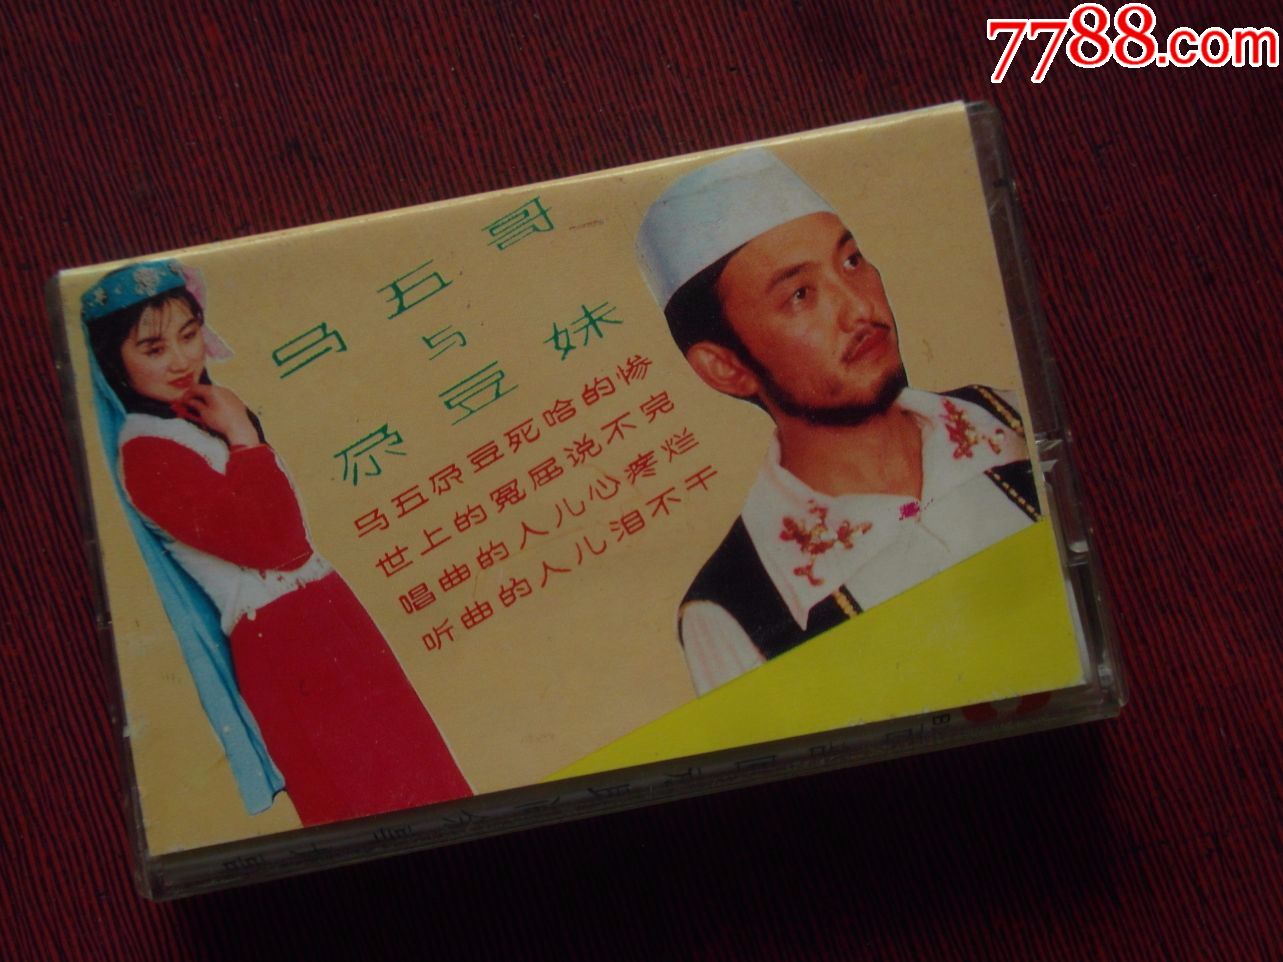 7788.com
马五哥
与
尕豆妹
马五尕豆死哈的惨
世上的冤屈说不完
唱曲的人儿心疼烂
听曲的人儿泪不干